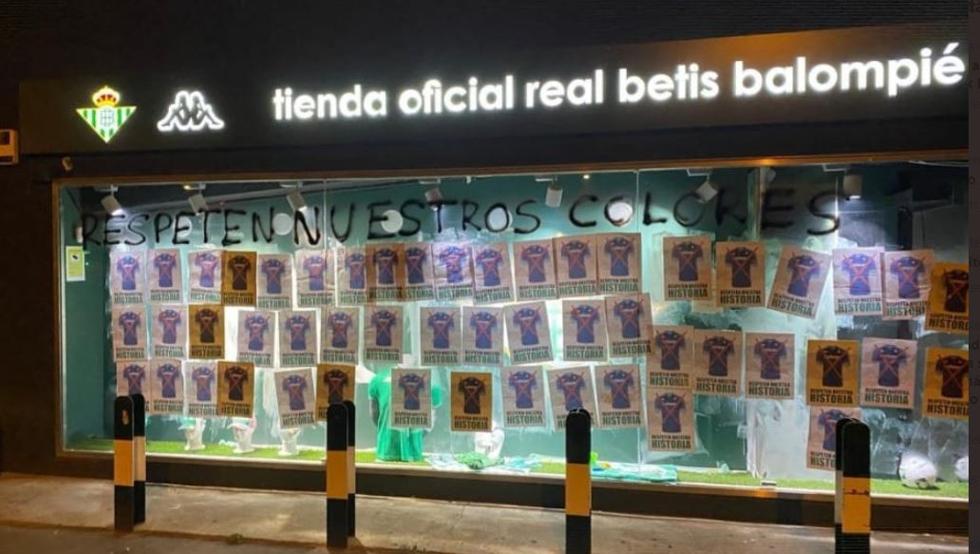 tienda oficial real betis balompié
RESPETEN NUESTROS COLORES
RESPETEN NUESTRA
HISTORIA